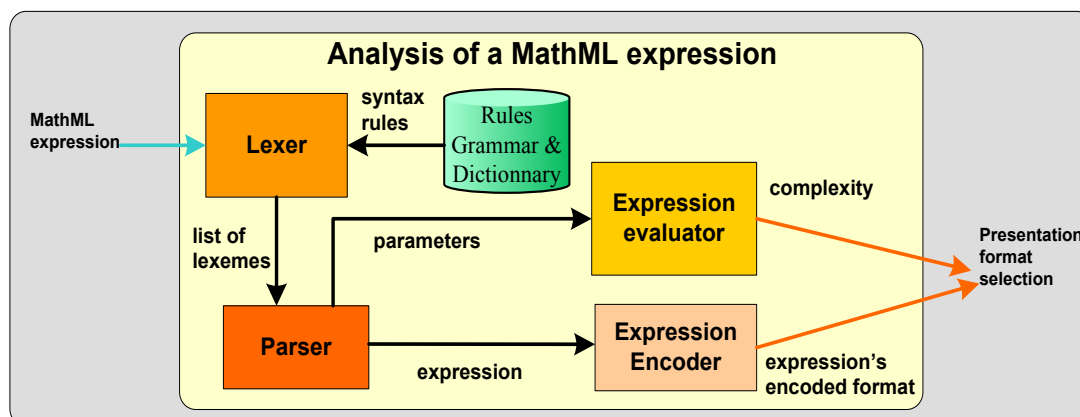 Analysis of a MathML expression
MathML
expression
Lexer
syntax
rules
Rules
Grammar &
Dictionnary
list of
lexemes
parameters
Expression
evaluator
complexity
Presentation
format
selection
Parser
expression
Expression
Encoder
expression's
encoded format